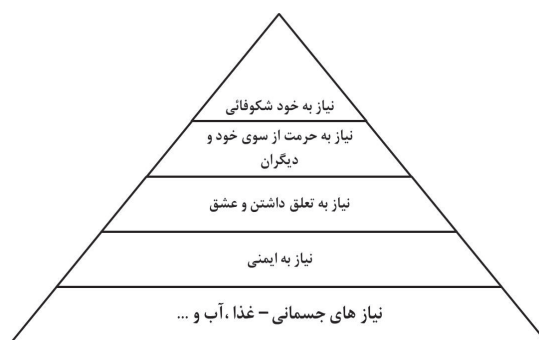 نیاز به خود شکوفائی
نیاز به حرمت از سوی خود و
دیگران
نیاز به تعلق داشتن و عشق
نیاز به ایمنی
نیاز های جسمانی – غذا ،آب و ...